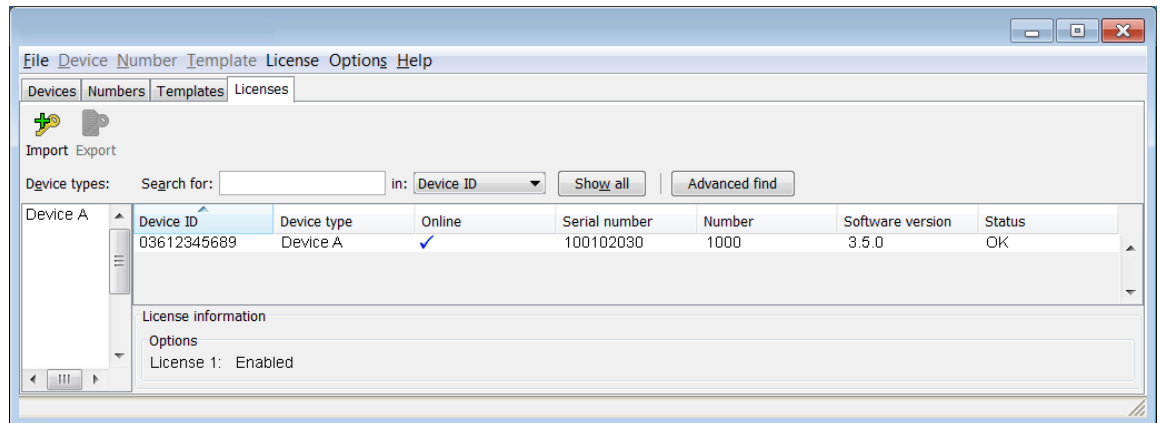 File Device Number Template License Options Help
Devices Numbers Templates Licenses
Import Export
Device types: Search for: in: Device ID Show all Advanced find
Device A
Device ID Device type Online Serial number Number Software version Status
03612345689 Device A ✓ 100102030 1000 3.5.0 OK
License information
Options
License 1: Enabled